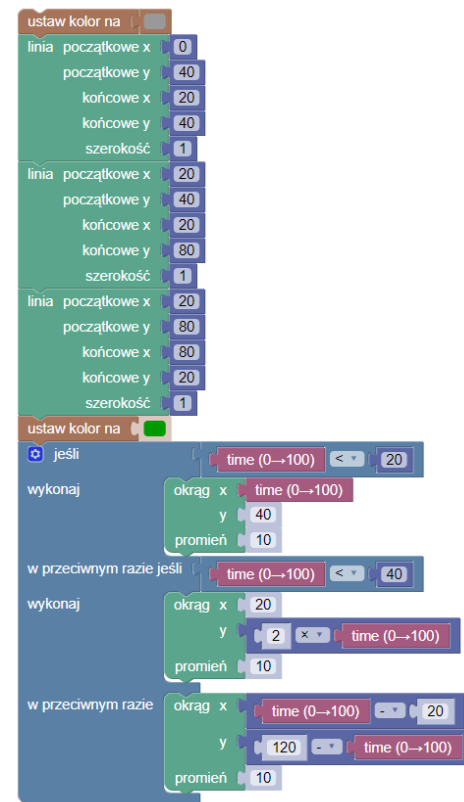 ustaw kolor na
linia początkowe x 0
początkowe y 40
końcowe x 20
końcowe y 40
szerokość 1
linia początkowe x 20
początkowe y 40
końcowe x 20
końcowe y 80
szerokość 1
linia początkowe x 20
początkowe y 80
końcowe x 80
końcowe y 20
szerokość 1
ustaw kolor na
jeśli time (0→100) < 20
wykonaj okrąg x time (0→100)
y 40
promień 10
w przeciwnym razie jeśli time (0→100) < 40
wykonaj okrąg x 20
y 2 × time (0→100)
promień 10
w przeciwnym razie okrąg x time (0→100) - 20
y 120 - time (0→100)
promień 10